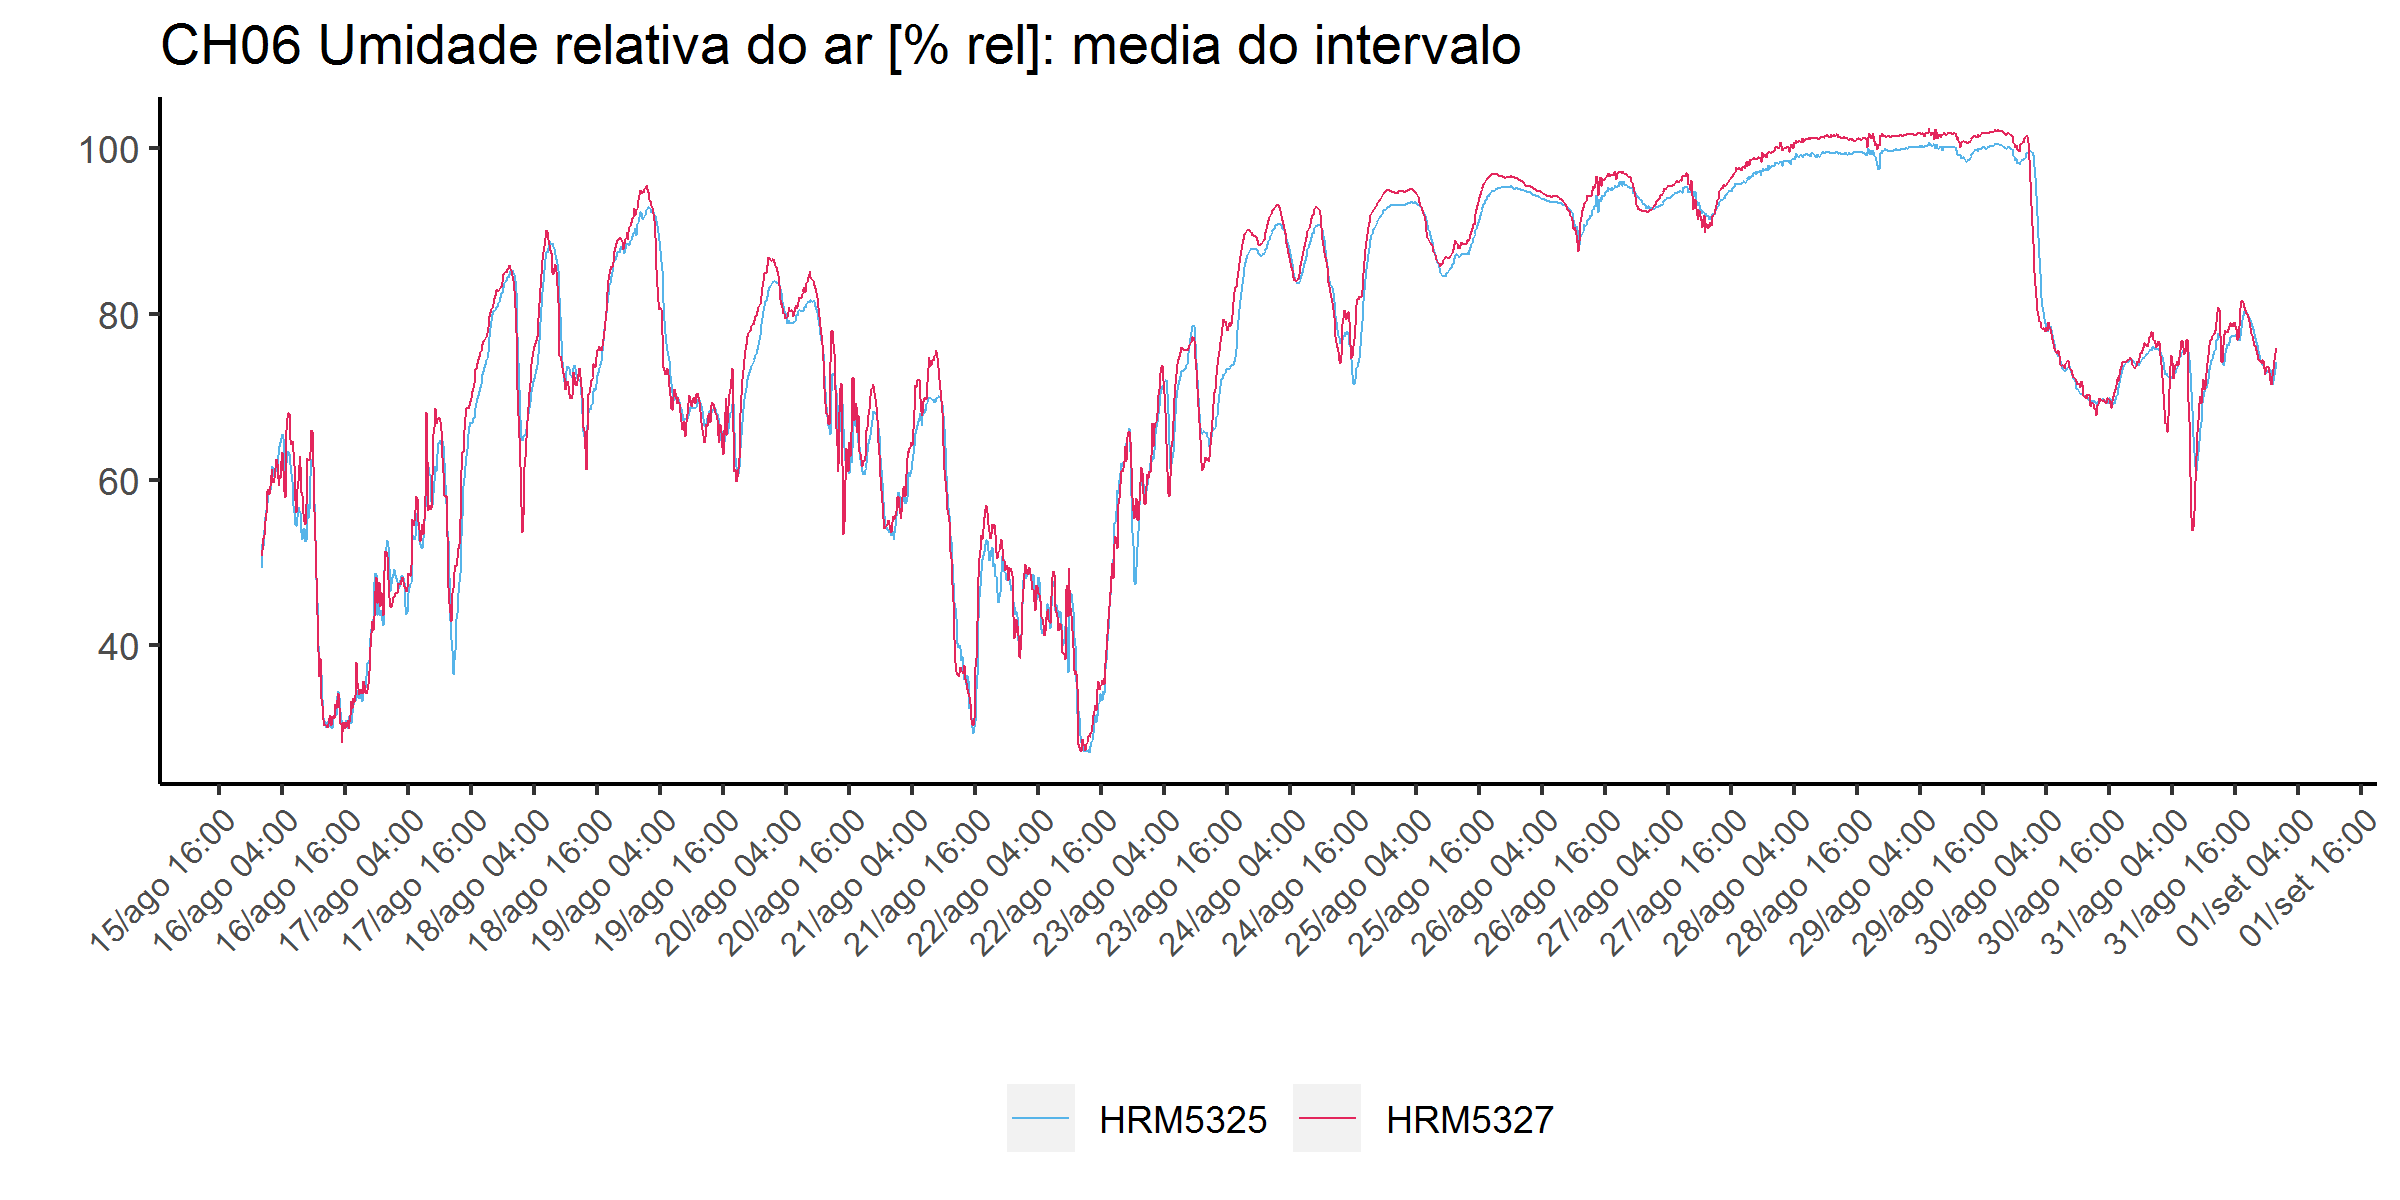 CH06 Umidade relativa do ar [% rel]: media do intervalo
100
80
60
40
15/ago 16:00
16/ago 04:00
16/ago 16:00
17/ago 04:00
17/ago 16:00
18/ago 04:00
18/ago 16:00
19/ago 04:00
19/ago 16:00
20/ago 04:00
20/ago 16:00
21/ago 04:00
21/ago 16:00
22/ago 04:00
22/ago 16:00
23/ago 04:00
23/ago 16:00
24/ago 04:00
24/ago 16:00
25/ago 04:00
25/ago 16:00
26/ago 04:00
26/ago 16:00
27/ago 04:00
27/ago 16:00
28/ago 04:00
28/ago 16:00
29/ago 04:00
29/ago 16:00
30/ago 04:00
30/ago 16:00
31/ago 04:00
31/ago 16:00
01/set 04:00
01/set 16:00
HRM5325
HRM5327